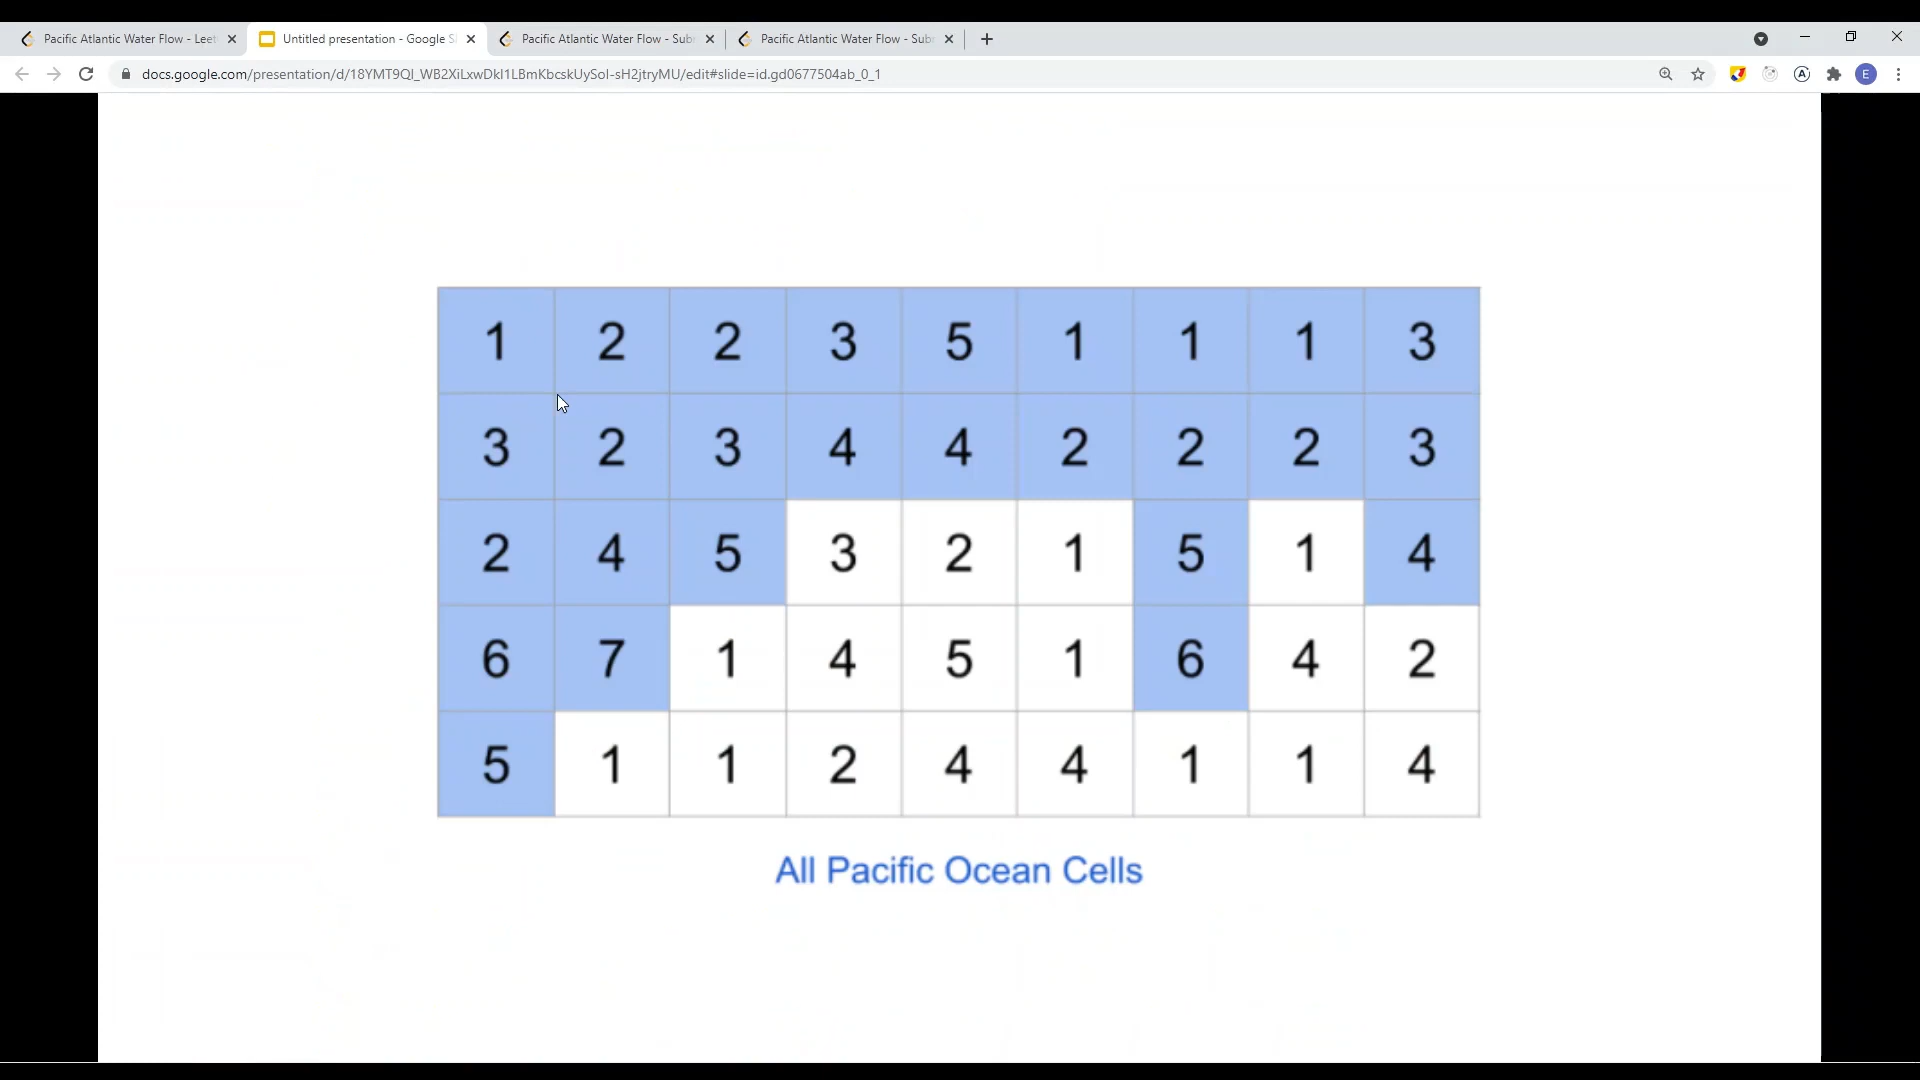 Pacific Atlantic Water Flow - Leet
Untitled presentation - Google S
Pacific Atlantic Water Flow - Sub
Pacific Atlantic Water Flow - Sub
docs.google.com/presentation/d/18YMT9QI_WB2XiLxwDkI1LBmKbcskUySol-sH2jtryMU/edit#slide=id.gd0677504ab_0_1
A
E
1 2 2 3 5 1 1 1 3
3 2 3 4 4 2 2 2 3
2 4 5 3 2 1 5 1 4
6 7 1 4 5 1 6 4 2
5 1 1 2 4 4 1 1 4
All Pacific Ocean Cells